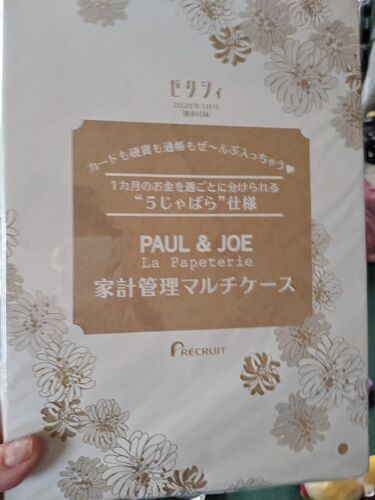 ゼクシィ
2020年3月号
特別付録
カードも硬貨も通帳もぜ〜んぶ入っちゃう♥
1カ月のお金を週ごとに分けられる
"5じゃばら"仕様
PAUL & JOE
La Papeterie
家計管理マルチケース
RECRUIT